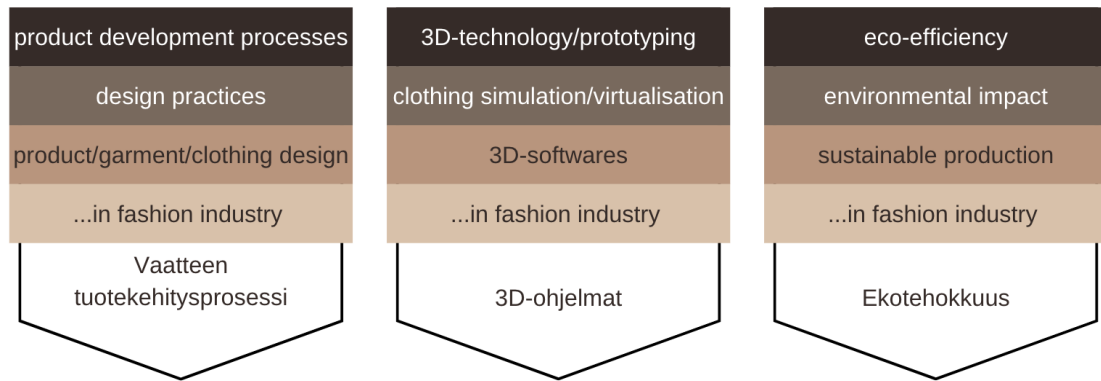 product development processes
design practices
product/garment/clothing design
...in fashion industry
Vaatteen
tuotekehitysprosessi
3D-technology/prototyping
clothing simulation/virtualisation
3D-softwares
...in fashion industry
3D-ohjelmat
eco-efficiency
environmental impact
sustainable production
...in fashion industry
Ekotehokkuus